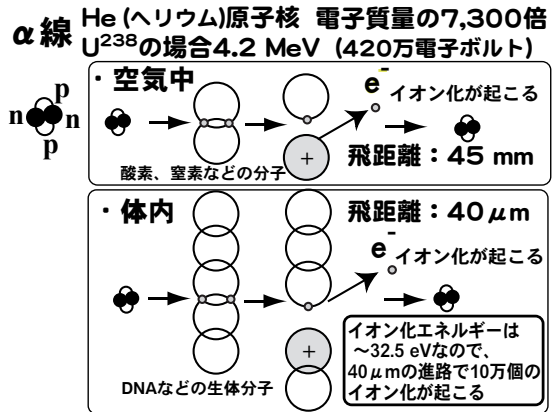 α線 He (ヘリウム)原子核 電子質量の7,300倍
U238の場合4.2 MeV (420万電子ボルト)
・空気中
p
n
n
p
e-
イオン化が起こる
+
飛距離：45 mm
酸素、窒素などの分子
・体内
飛距離：40μm
e-
イオン化が起こる
+
イオン化エネルギーは
～32.5 eVなので、
40μmの進路で10万個の
イオン化が起こる
DNAなどの生体分子